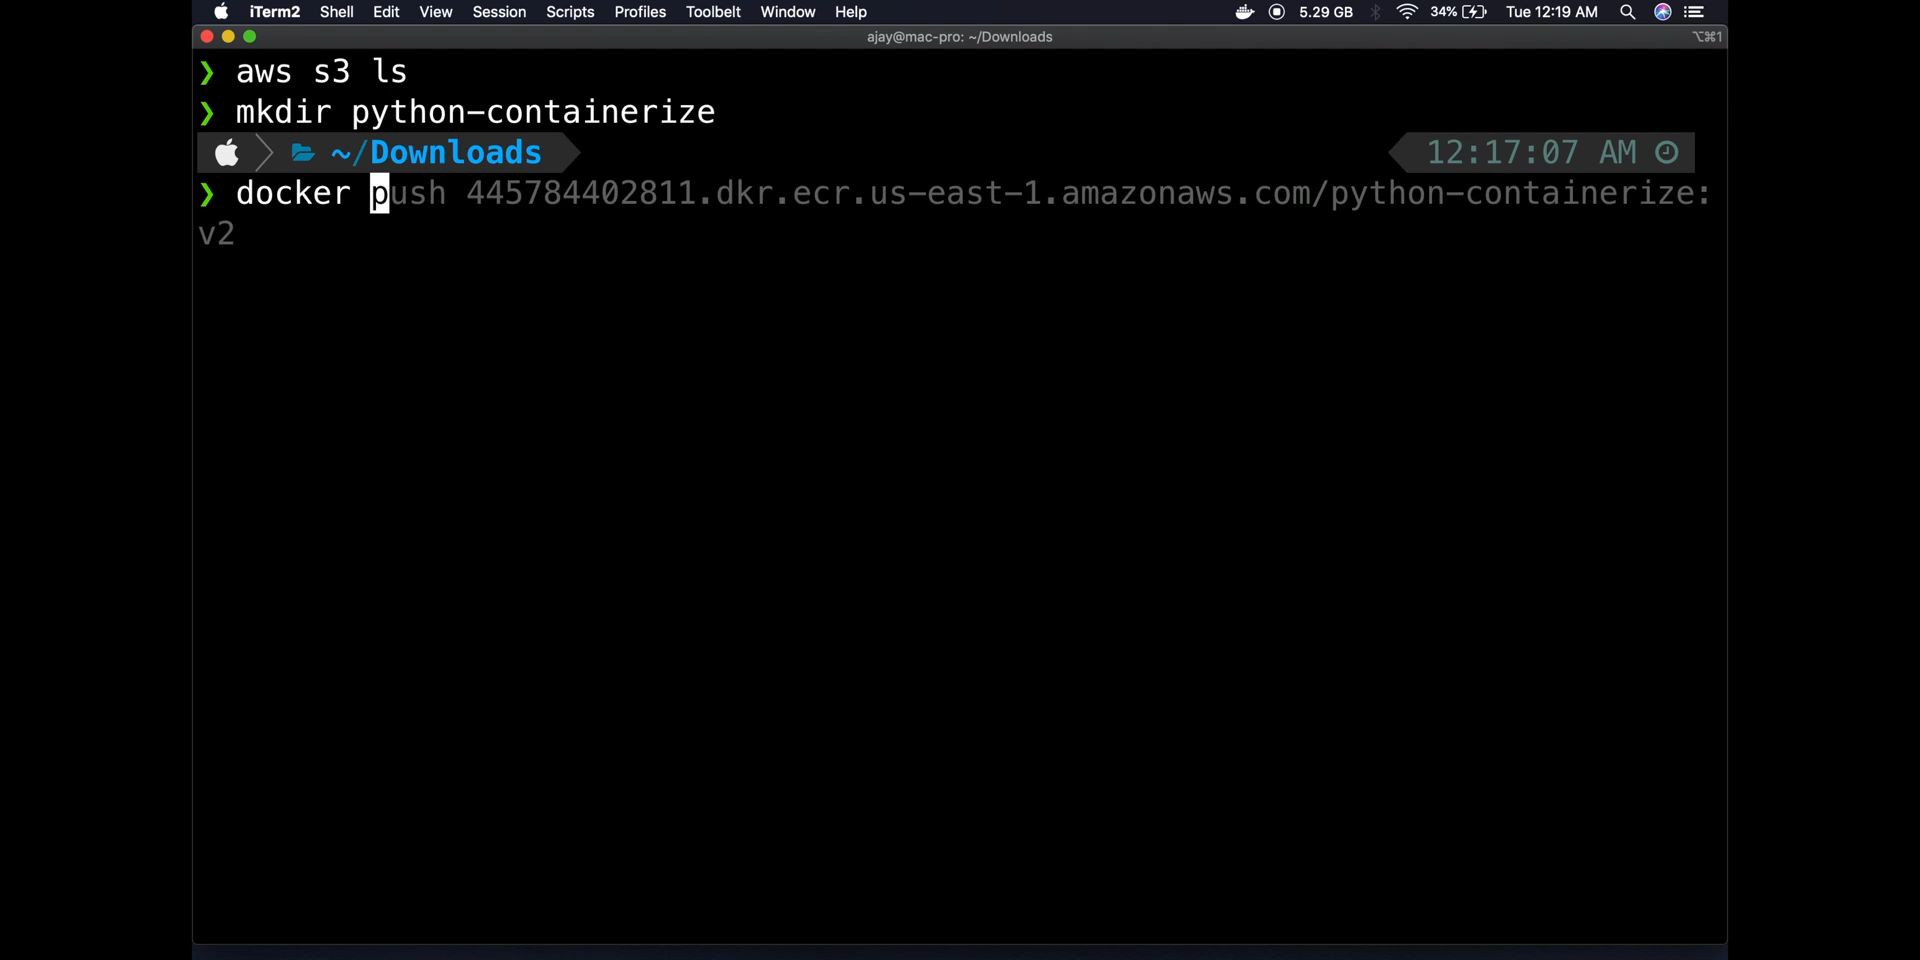 iTerm2 Shell Edit View Session Scripts Profiles Toolbelt Window Help 5.29 GB 34% Tue 12:19 AM
ajay@mac-pro: ~/Downloads ⌥⌘1
❯ aws s3 ls
❯ mkdir python-containerize
~/Downloads 12:17:07 AM
❯ docker push 445784402811.dkr.ecr.us-east-1.amazonaws.com/python-containerize:
v2